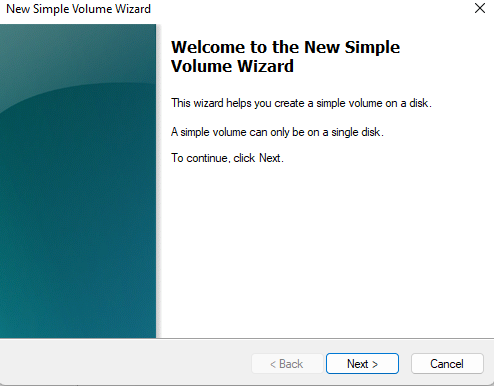 New Simple Volume Wizard
Welcome to the New Simple
Volume Wizard
This wizard helps you create a simple volume on a disk.
A simple volume can only be on a single disk.
To continue, click Next.
< Back
Next >
Cancel